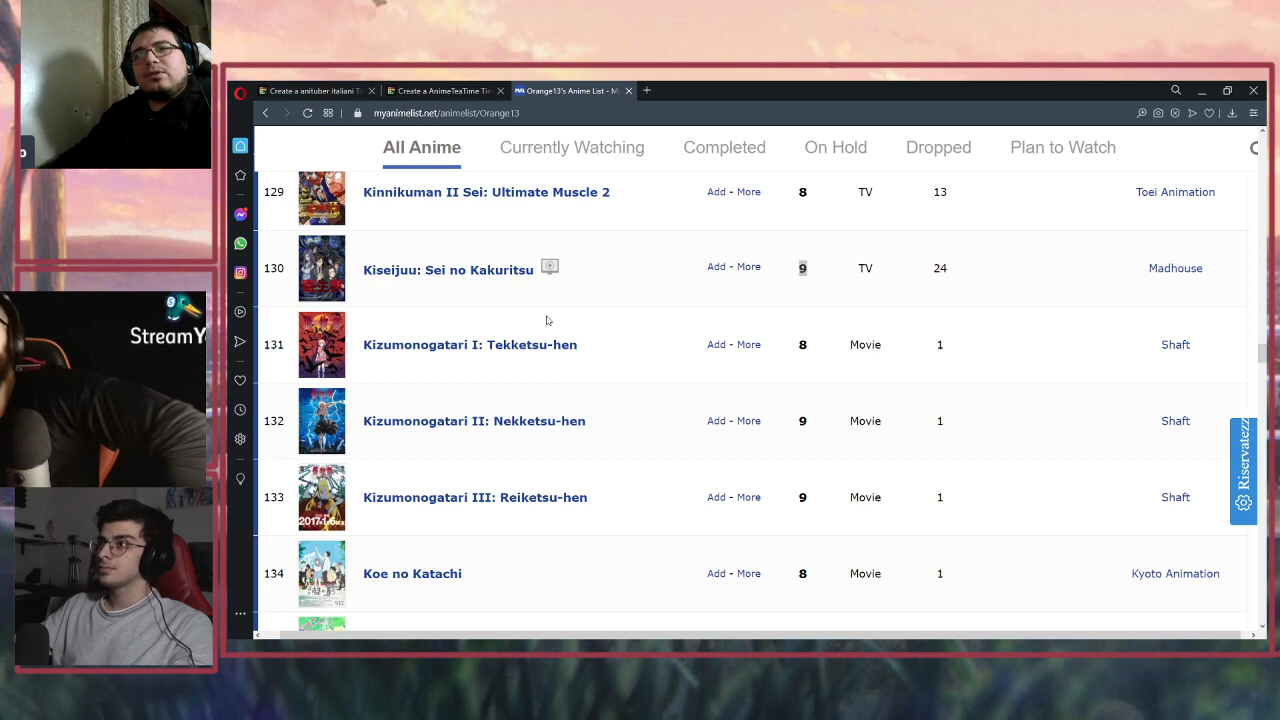 StreamY
Create a anituber italiani Ti
Create a AnimeTeaTime Tie
Orange13's Anime List - My
myanimelist.net/animelist/Orange13
All Anime
Currently Watching
Completed
On Hold
Dropped
Plan to Watch
129 Kinnikuman II Sei: Ultimate Muscle 2 Add - More 8 TV 13 Toei Animation
130 Kiseijuu: Sei no Kakuritsu Add - More 9 TV 24 Madhouse
131 Kizumonogatari I: Tekketsu-hen Add - More 8 Movie 1 Shaft
132 Kizumonogatari II: Nekketsu-hen Add - More 9 Movie 1 Shaft
133 Kizumonogatari III: Reiketsu-hen Add - More 9 Movie 1 Shaft
134 Koe no Katachi Add - More 8 Movie 1 Kyoto Animation
Riservatezz